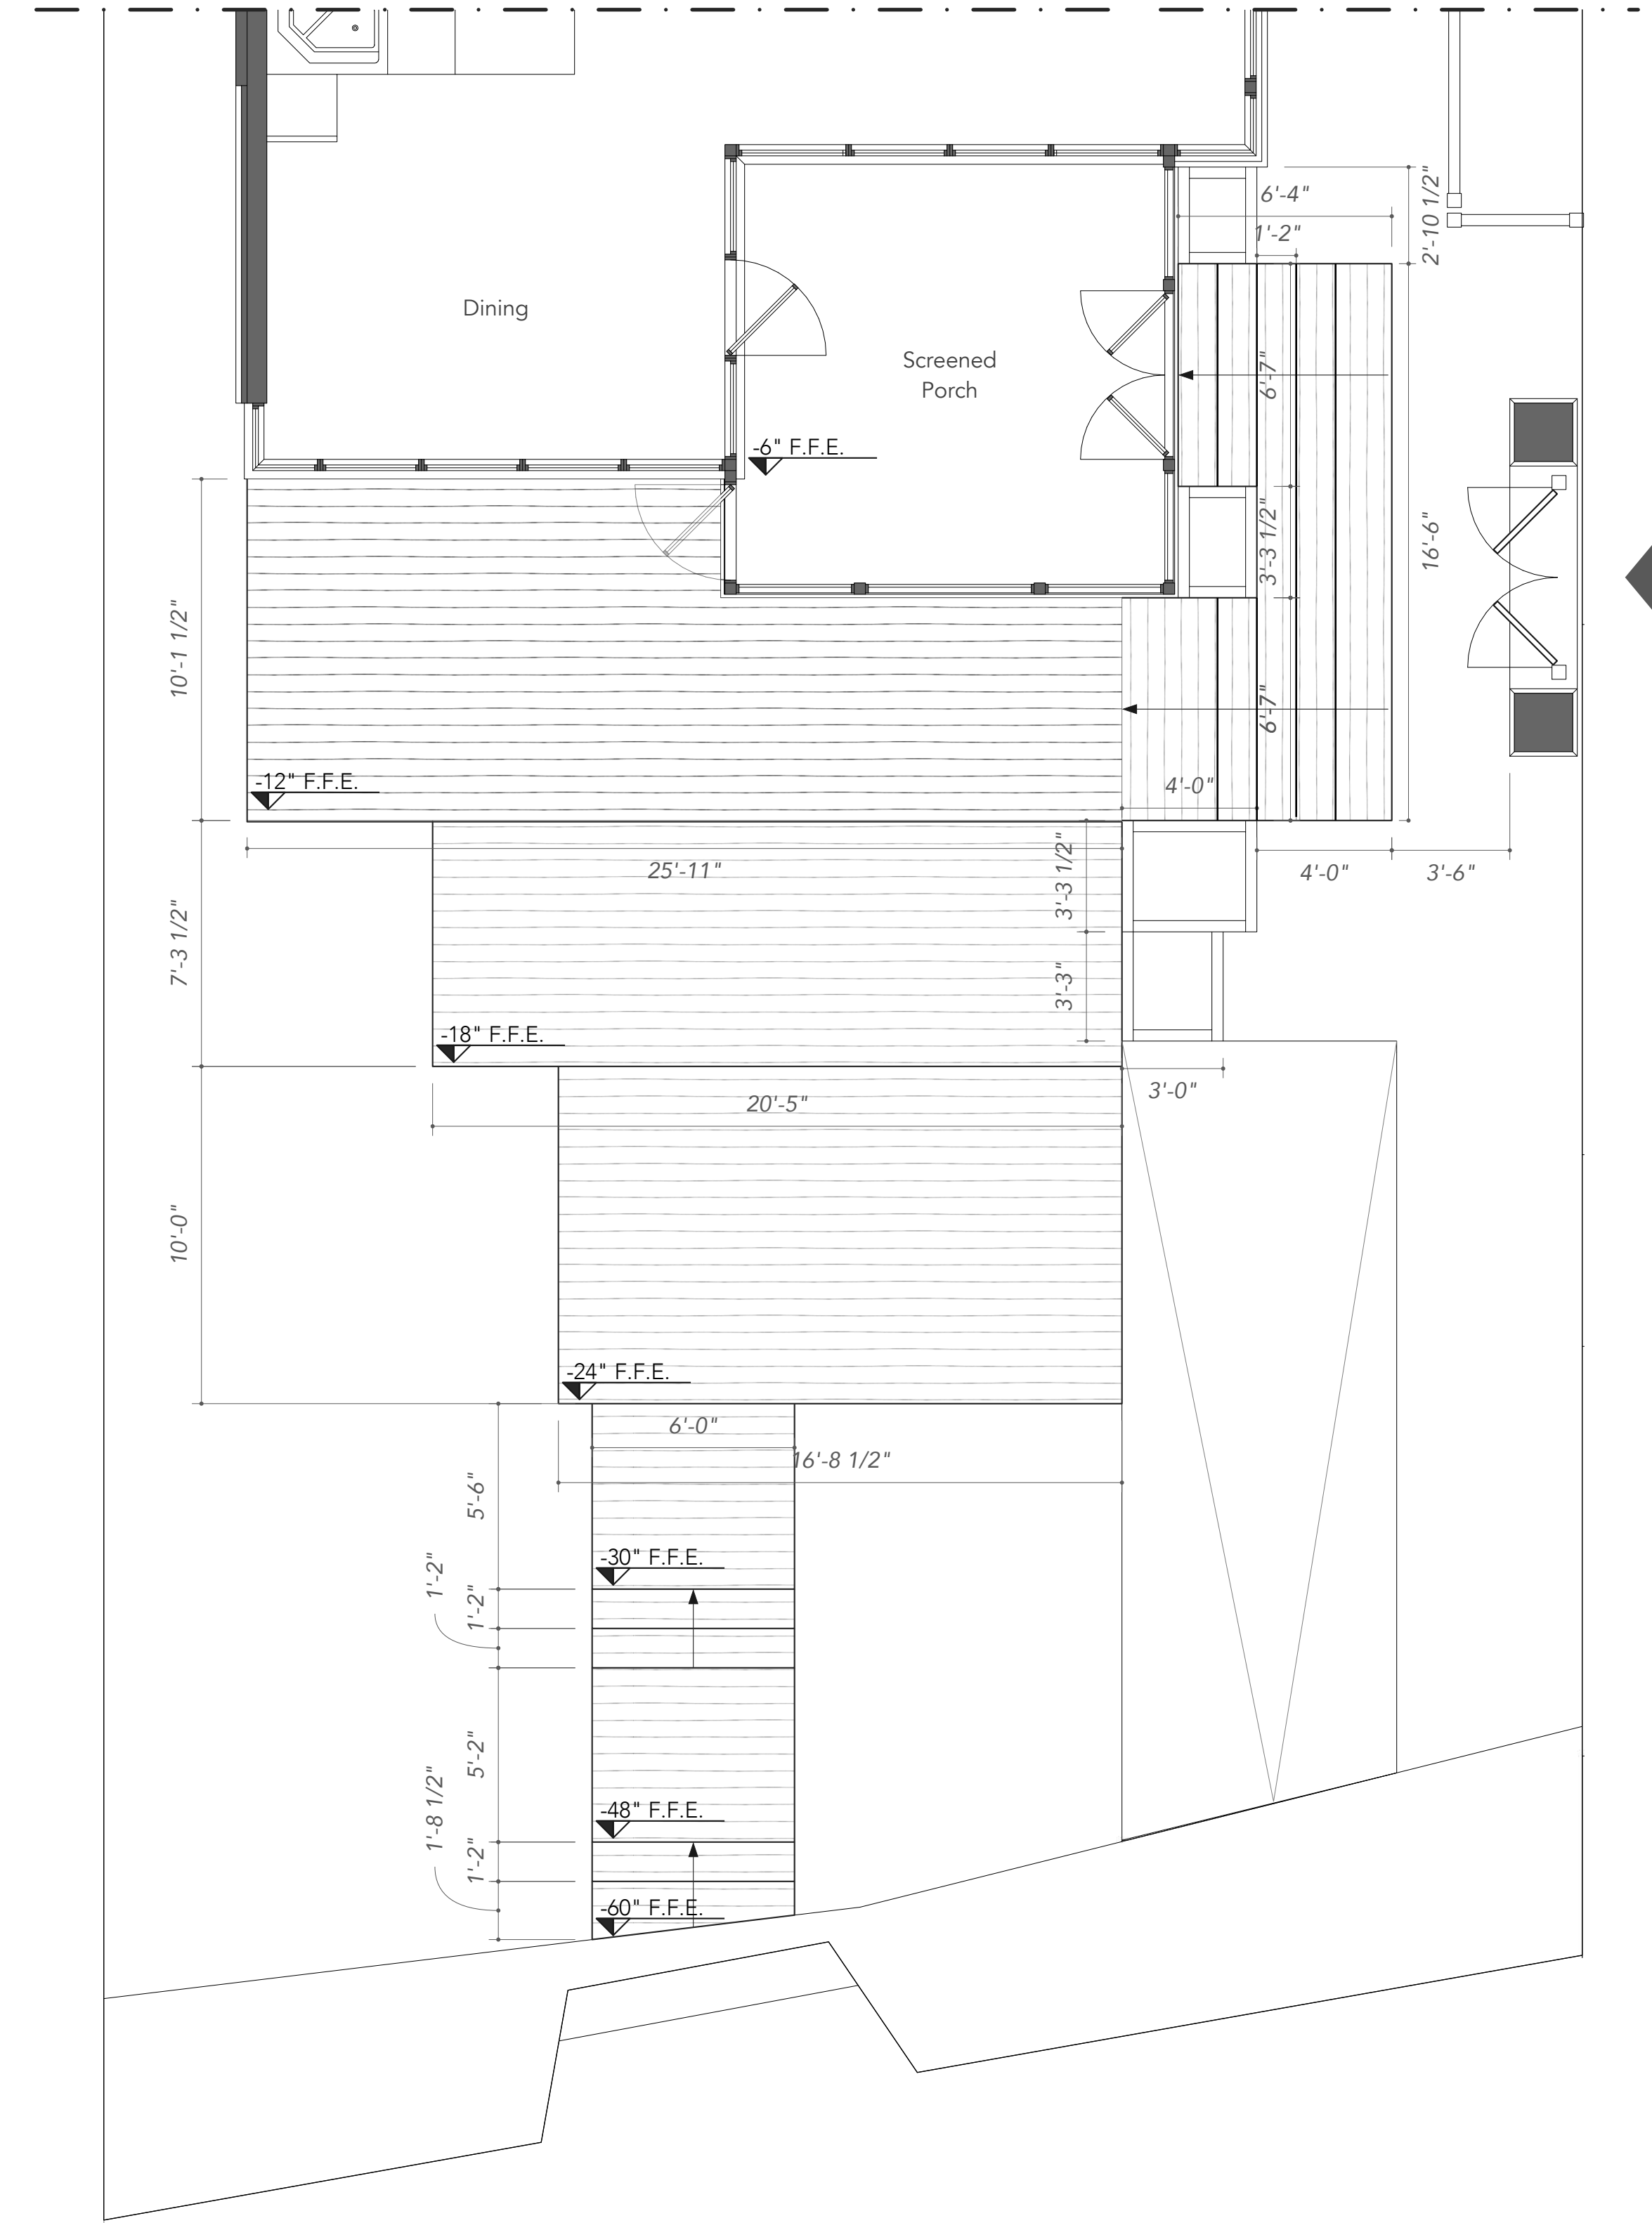 6'-4"
2'-10 1/2"
1'-2"
Dining
Screened
Porch
6'-7"
-6" F.F.E.
3'-3 1/2"
16'-6"
10'-1 1/2"
6'-7"
-12" F.F.E.
4'-0"
25'-11"
3'-3 1/2"
4'-0"
3'-6"
7'-3 1/2"
3'-3"
-18" F.F.E.
3'-0"
20'-5"
10'-0"
-24" F.F.E.
6'-0"
16'-8 1/2"
5'-6"
-30" F.F.E.
1'-2"
1'-2"
5'-2"
-48" F.F.E.
1'-8 1/2"
1'-2"
-60" F.F.E.